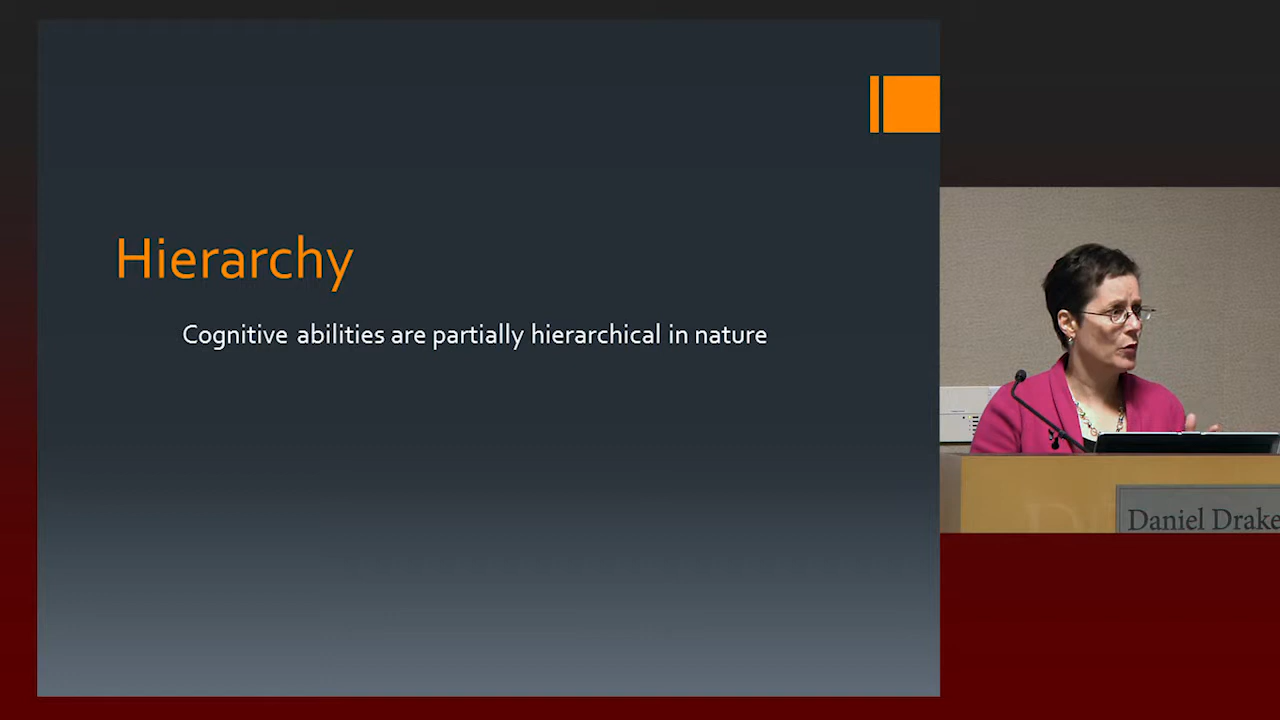 Hierarchy
Cognitive abilities are partially hierarchical in nature
Daniel Drake